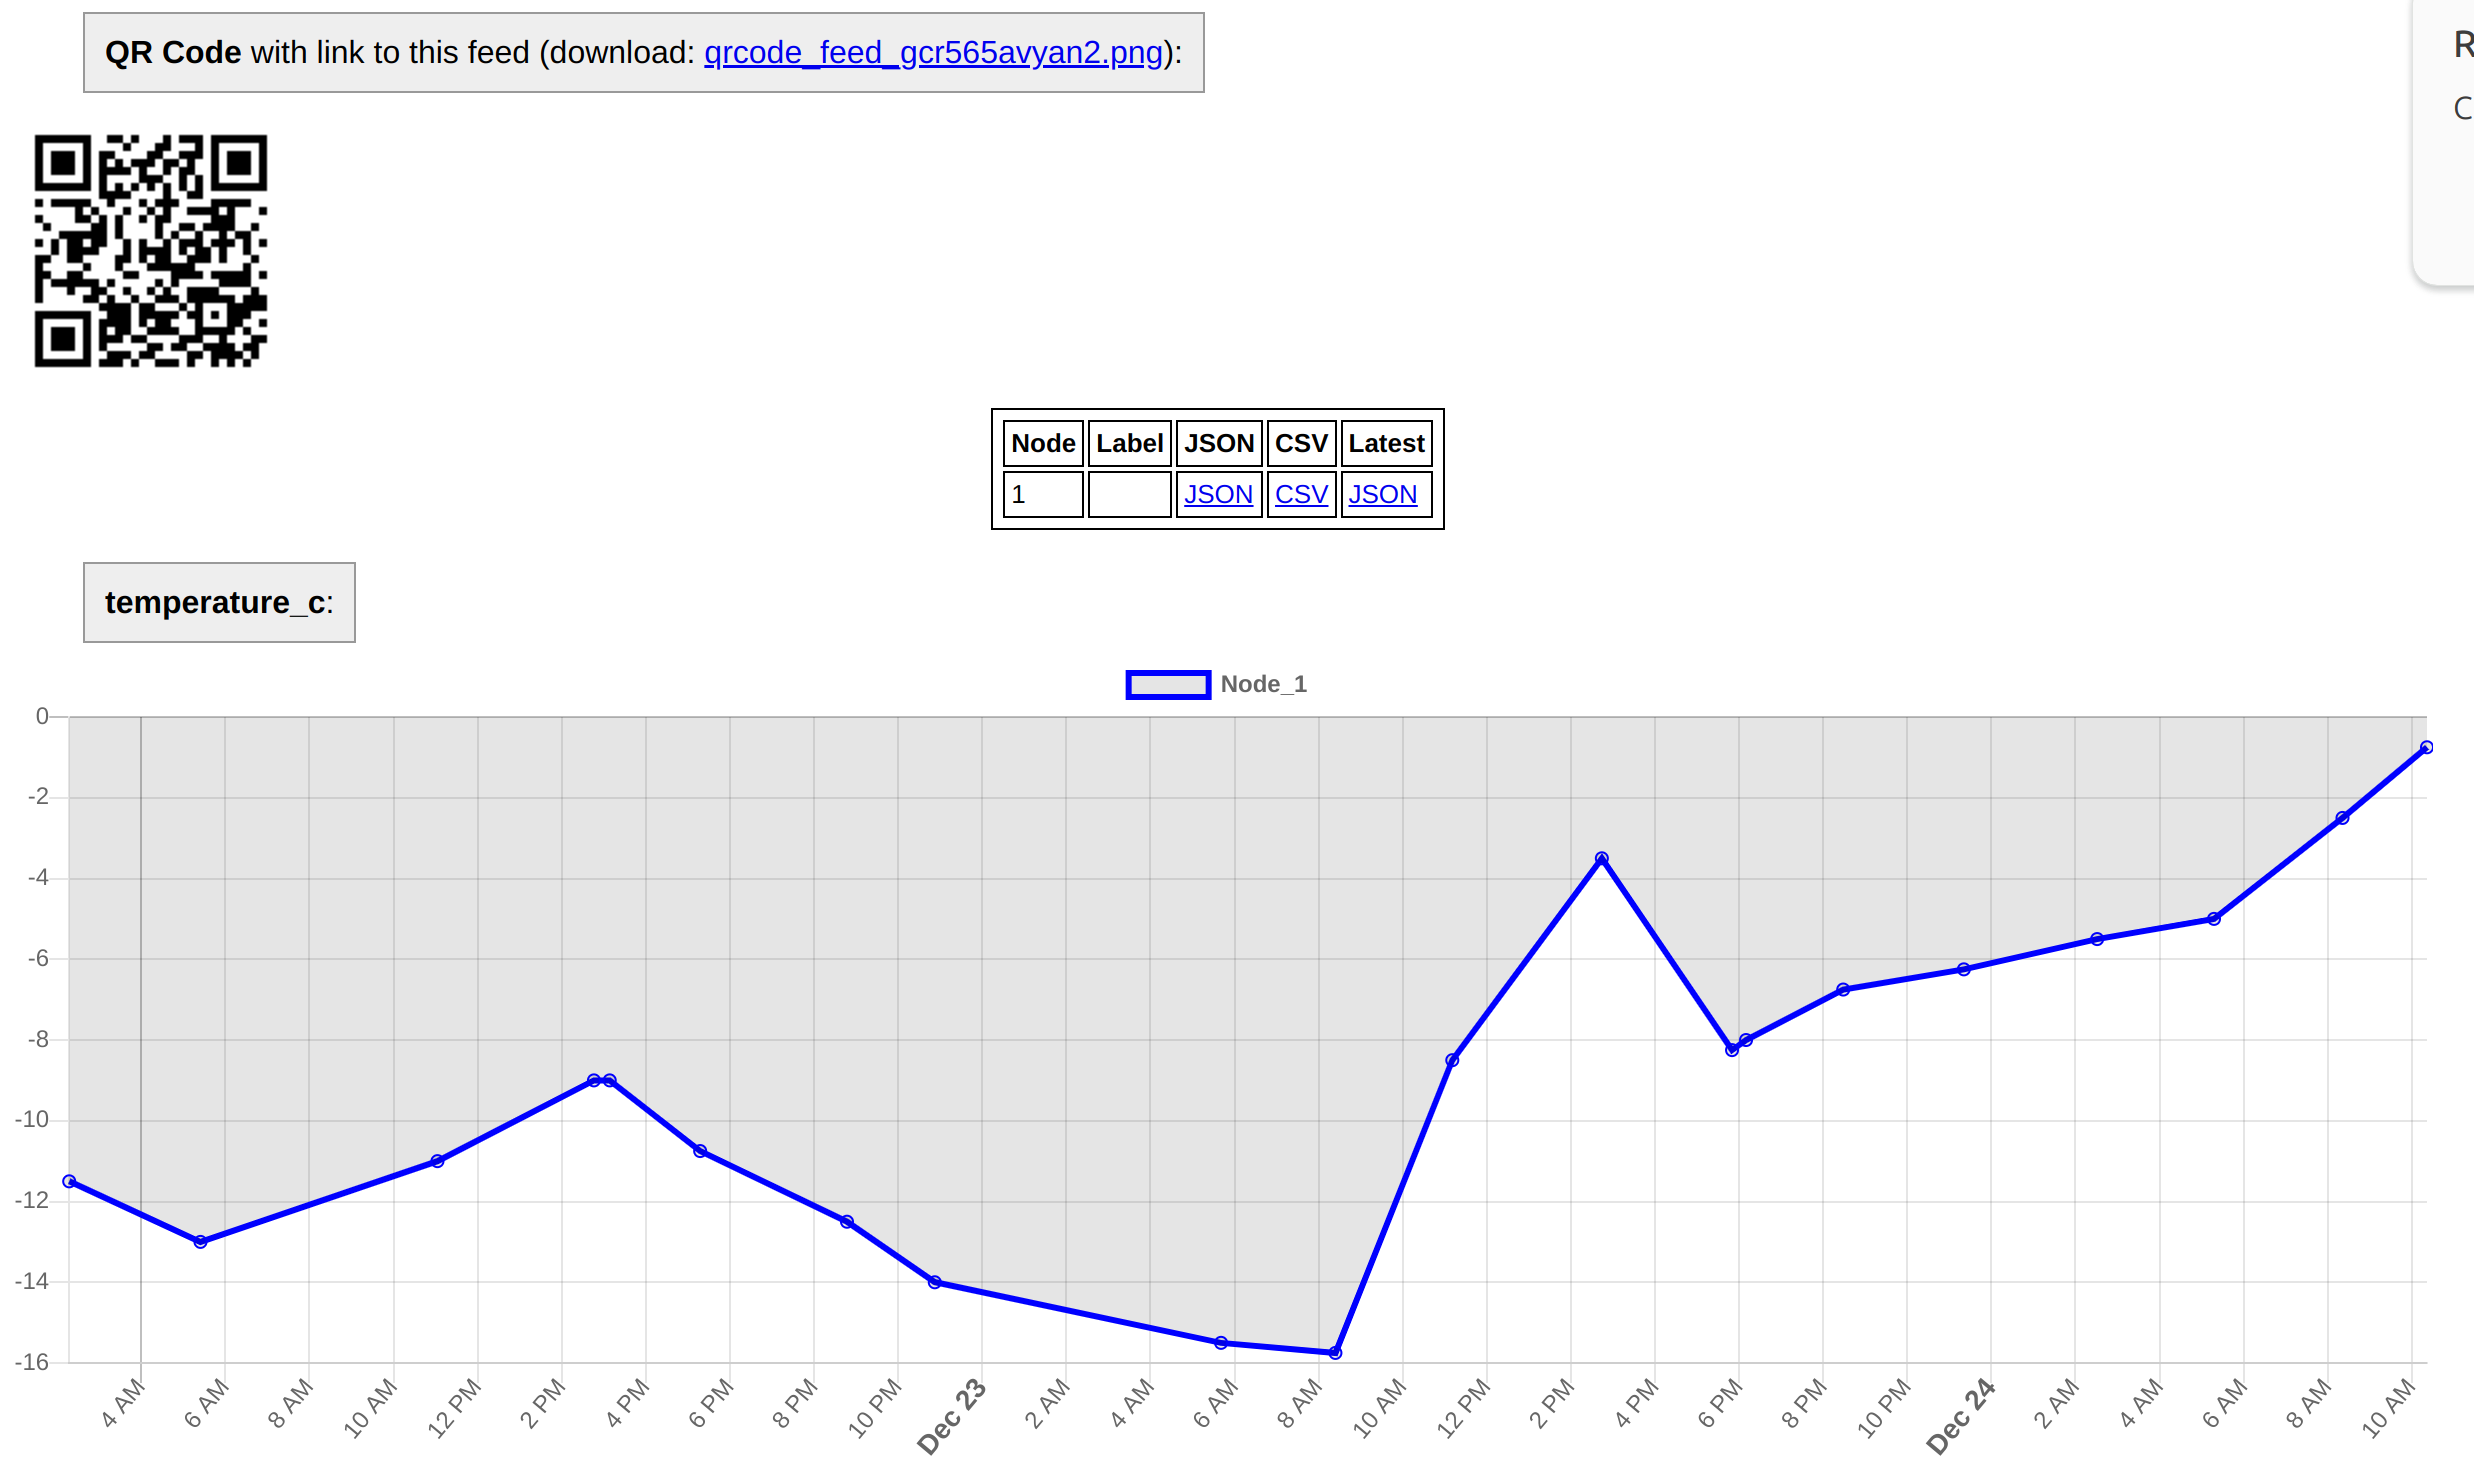 QR Code with link to this feed (download: qrcode_feed_gcr565avyan2.png):
R
C
Node Label JSON CSV Latest
1 JSON CSV JSON
temperature_c:
Node_1
0
-2
-4
-6
-8
-10
-12
-14
-16
4 AM 6 AM 8 AM 10 AM 12 PM 2 PM 4 PM 6 PM 8 PM 10 PM Dec 23 2 AM 4 AM 6 AM 8 AM 10 AM 12 PM 2 PM 4 PM 6 PM 8 PM 10 PM Dec 24 2 AM 4 AM 6 AM 8 AM 10 AM